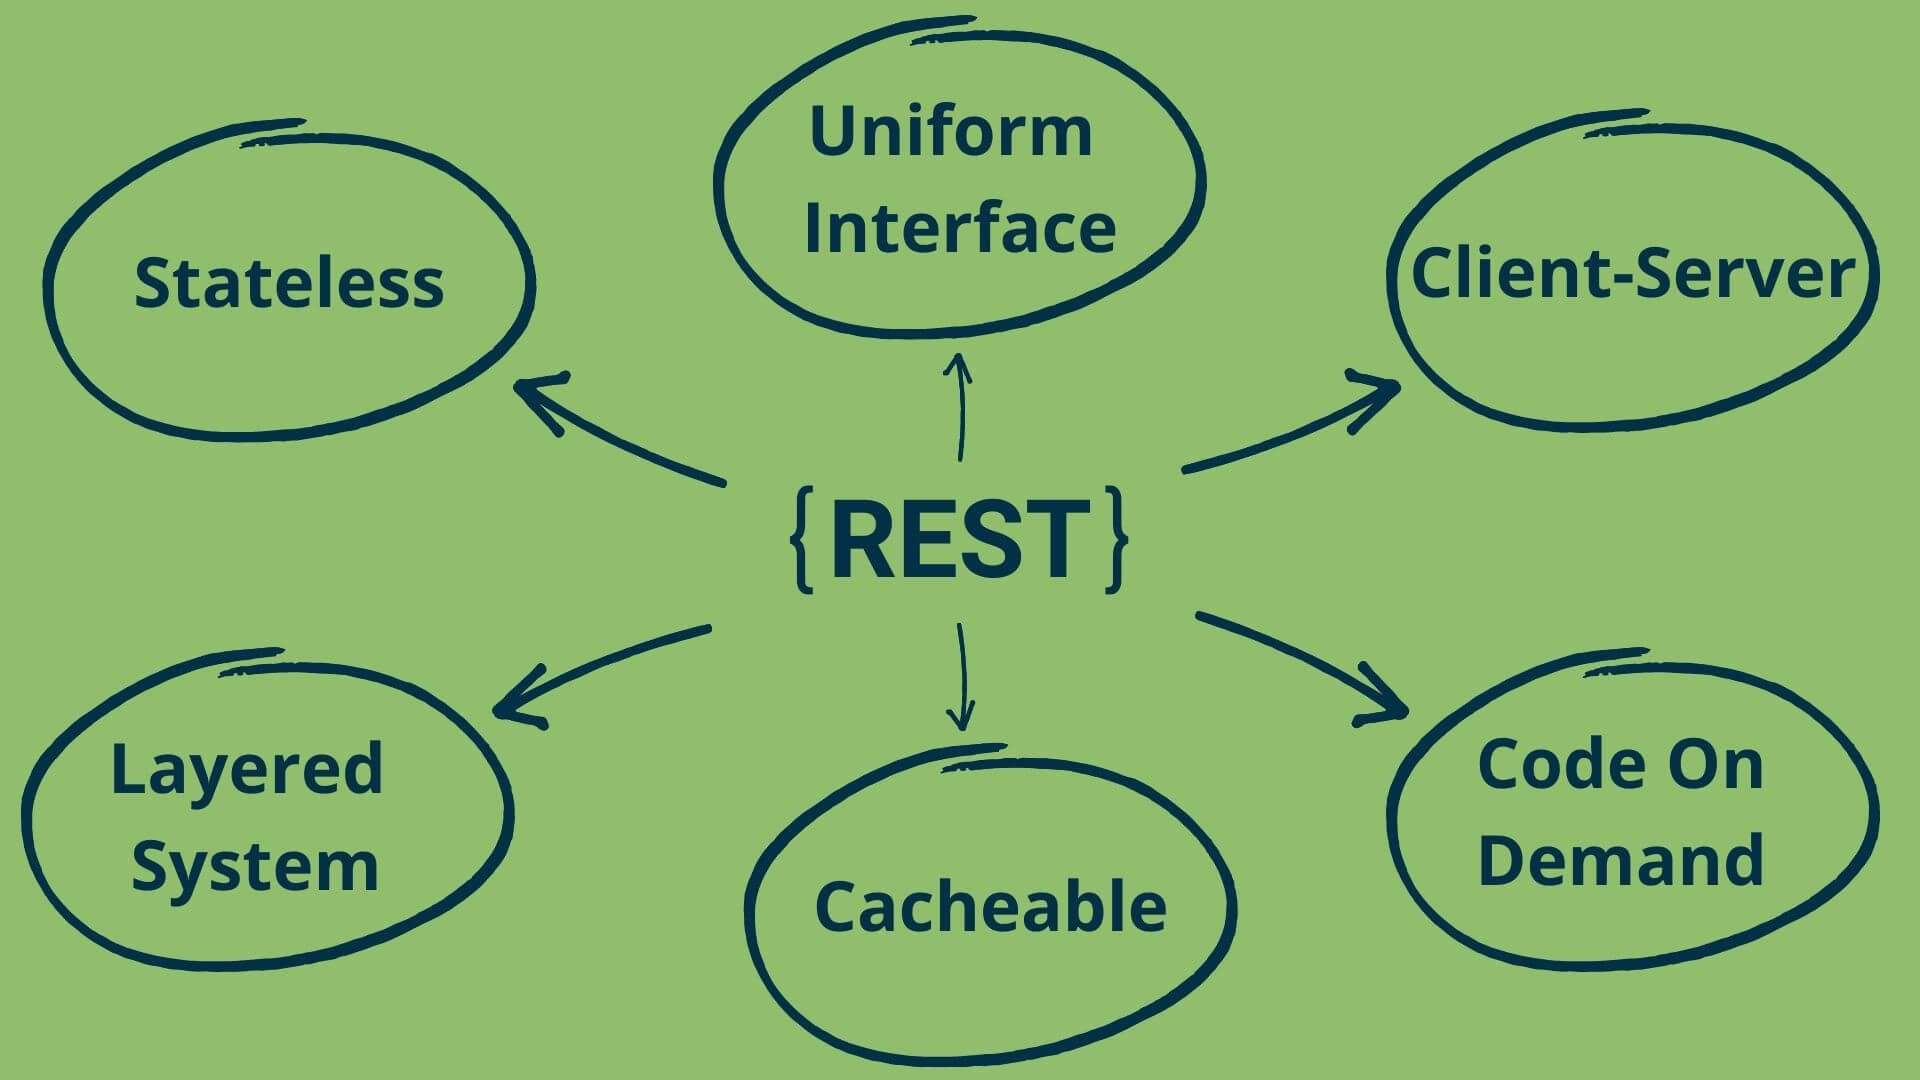 Uniform
Interface
Stateless
Client-Server
{REST}
Layered
System
Code On
Demand
Cacheable